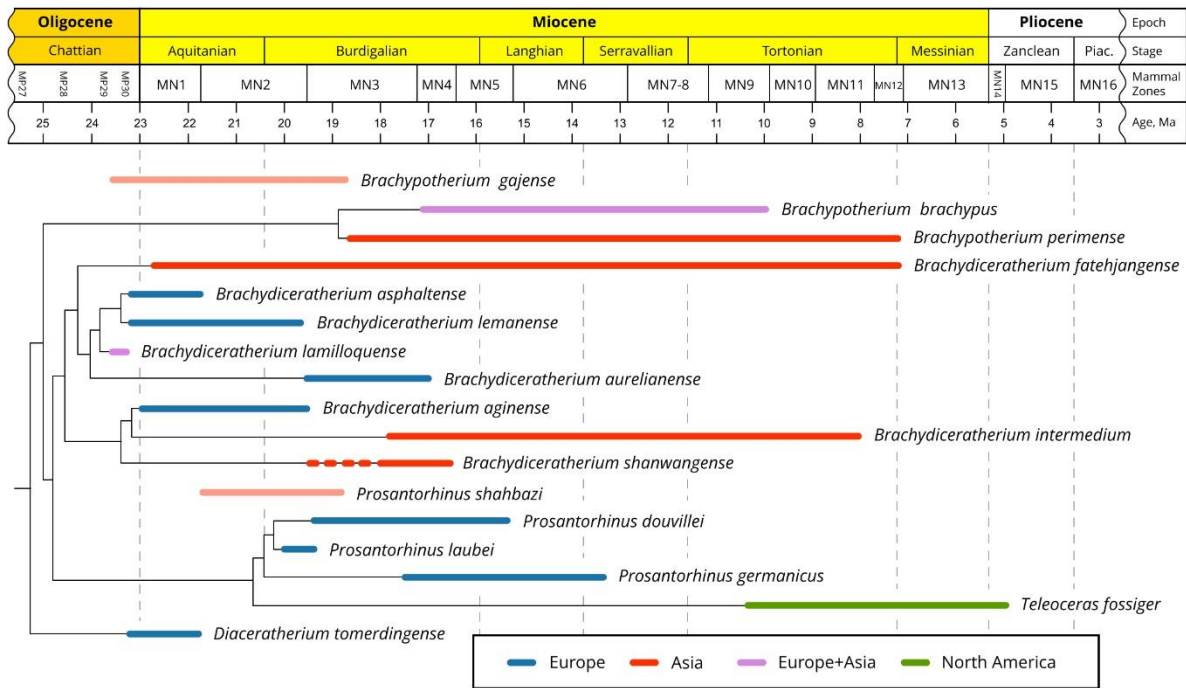 Oligocene Miocene Pliocene Epoch
Chattian Aquitanian Burdigalian Langhian Serravallian Tortonian Messinian Zanclean Piac. Stage
MP27 MP28 MP29 MP30 MN1 MN2 MN3 MN4 MN5 MN6 MN7-8 MN9 MN10 MN11 MN12 MN13 MN14 MN15 MN16 Mammal Zones
25 24 23 22 21 20 19 18 17 16 15 14 13 12 11 10 9 8 7 6 5 4 3 Age, Ma
Brachypotherium gajense
Brachypotherium brachypus
Brachypotherium perimense
Brachydiceratherium fatehjangense
Brachydiceratherium asphaltense
Brachydiceratherium lemanense
Brachydiceratherium lamilloquense
Brachydiceratherium aurelianense
Brachydiceratherium aginense
Brachydiceratherium intermedium
Brachydiceratherium shanwangense
Prosantorhinus shahbazi
Prosantorhinus douvillei
Prosantorhinus laubei
Prosantorhinus germanicus
Teleoceras fossiger
Diaceratherium tomerdingense
Europe Asia Europe+Asia North America